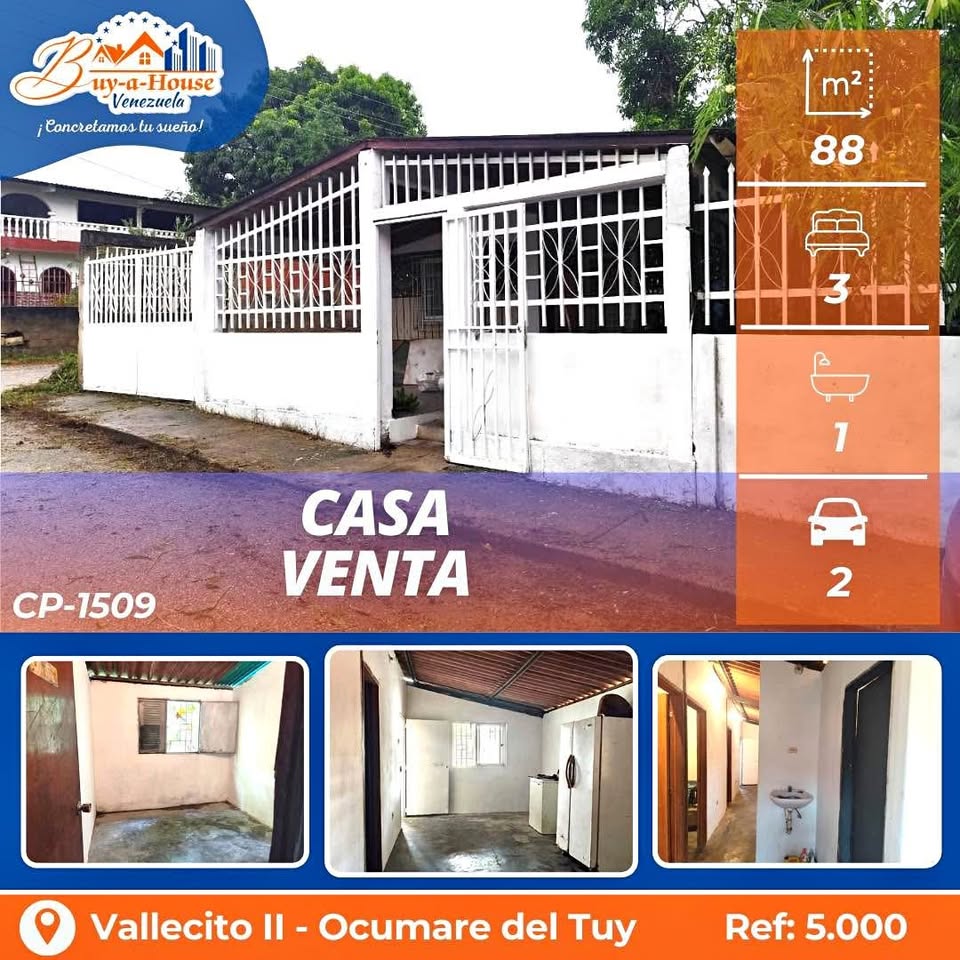 Buy-a-House
Venezuela
¡Concretamos tu sueño!
m²
88
3
1
2
CASA
VENTA
CP-1509
Vallecito II - Ocumare del Tuy
Ref: 5.000